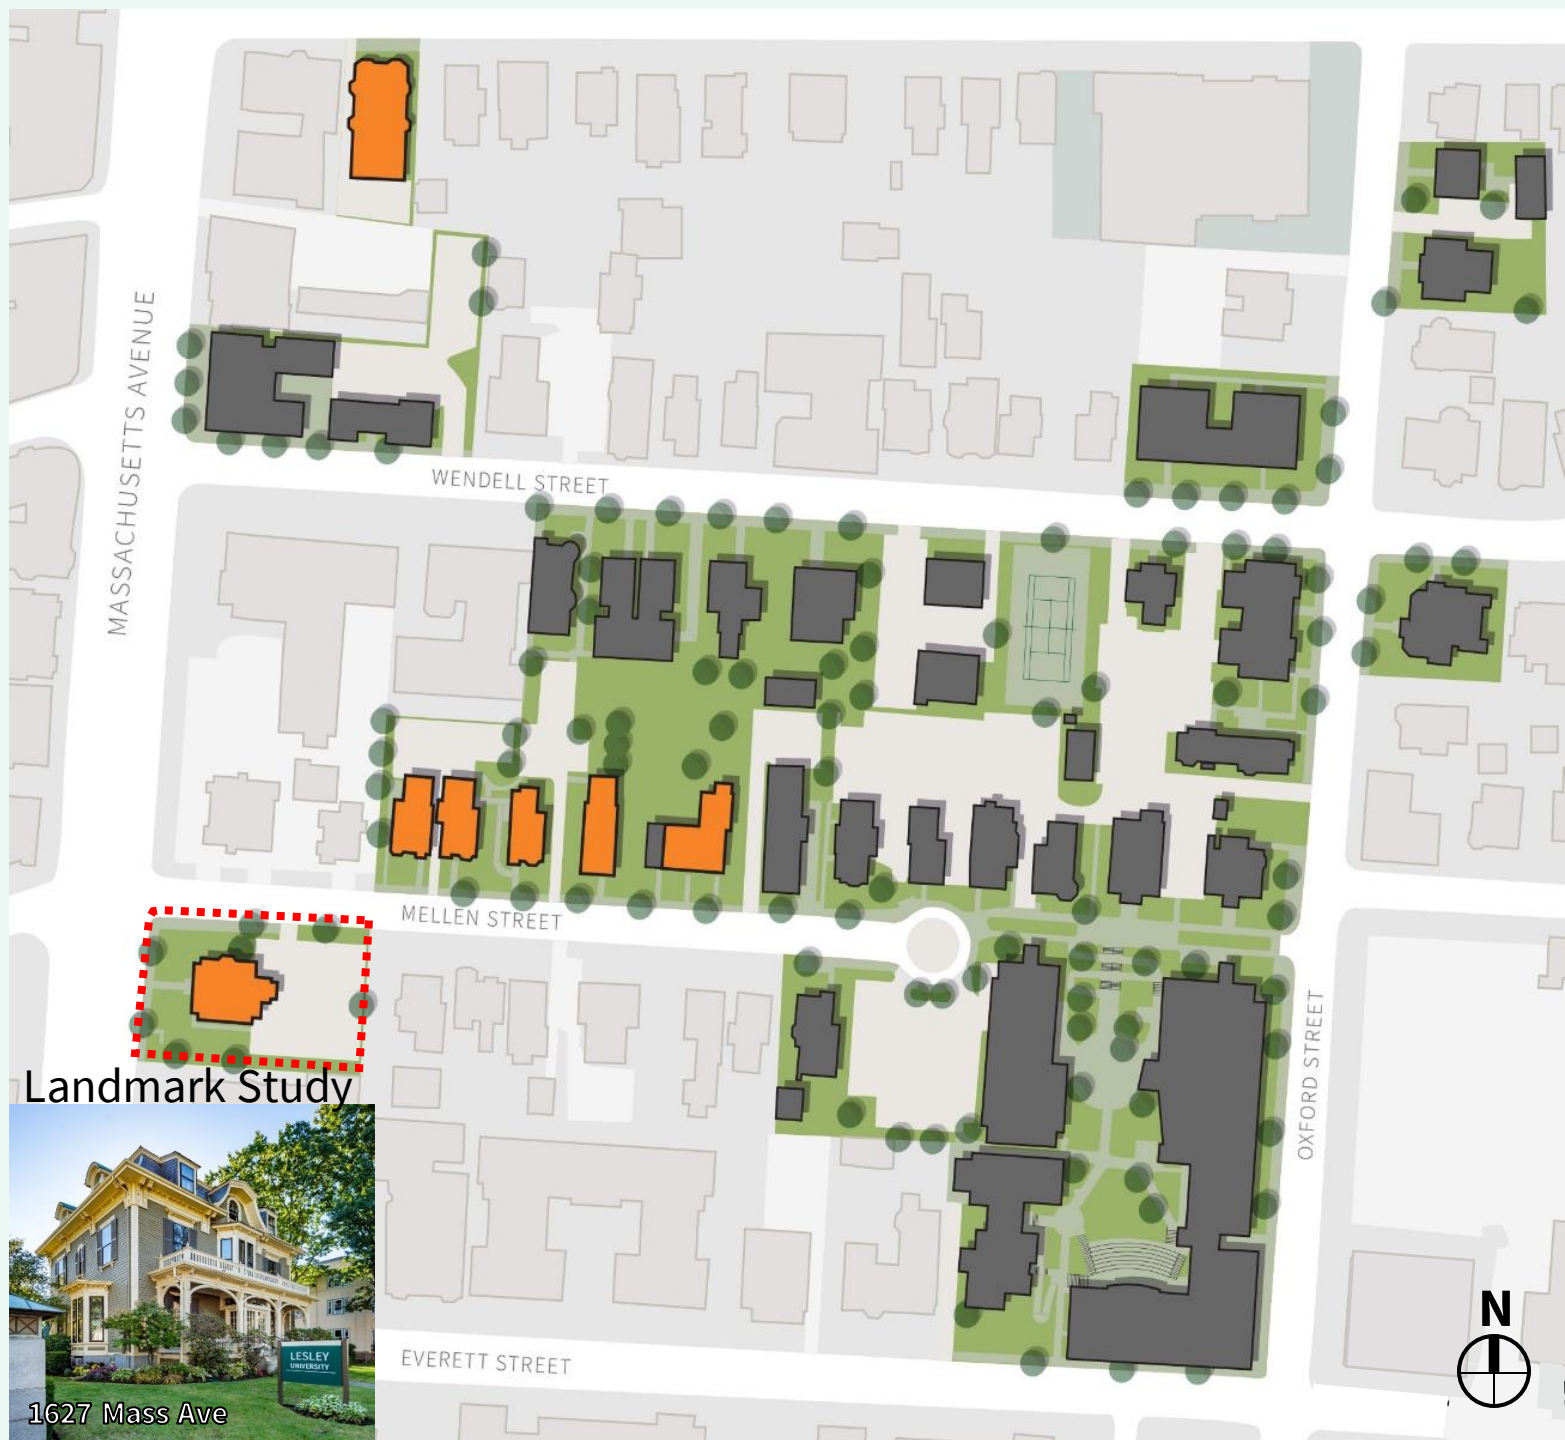 MASSACHUSETTS AVENUE
WENDELL STREET
MELLEN STREET
OXFORD STREET
Landmark Study
LESLEY
UNIVERSITY
1627 Mass Ave
EVERETT STREET
N